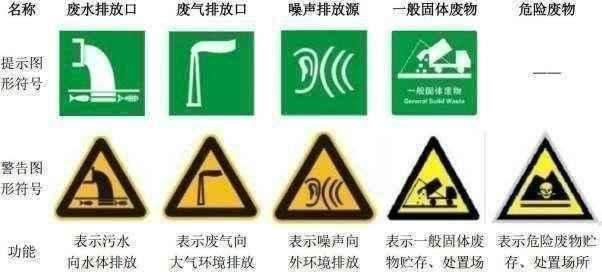 名称 废水排放口 废气排放口 噪声排放源 一般固体废物 危险废物
提示图
形符号
——
一般固体废物
General Solid Waste
警告图
形符号
功能
表示污水
向水体排放
表示废气向
大气环境排放
表示噪声向
外环境排放
表示一般固体废
物贮存、处置场
表示危险废物贮
存、处置场所